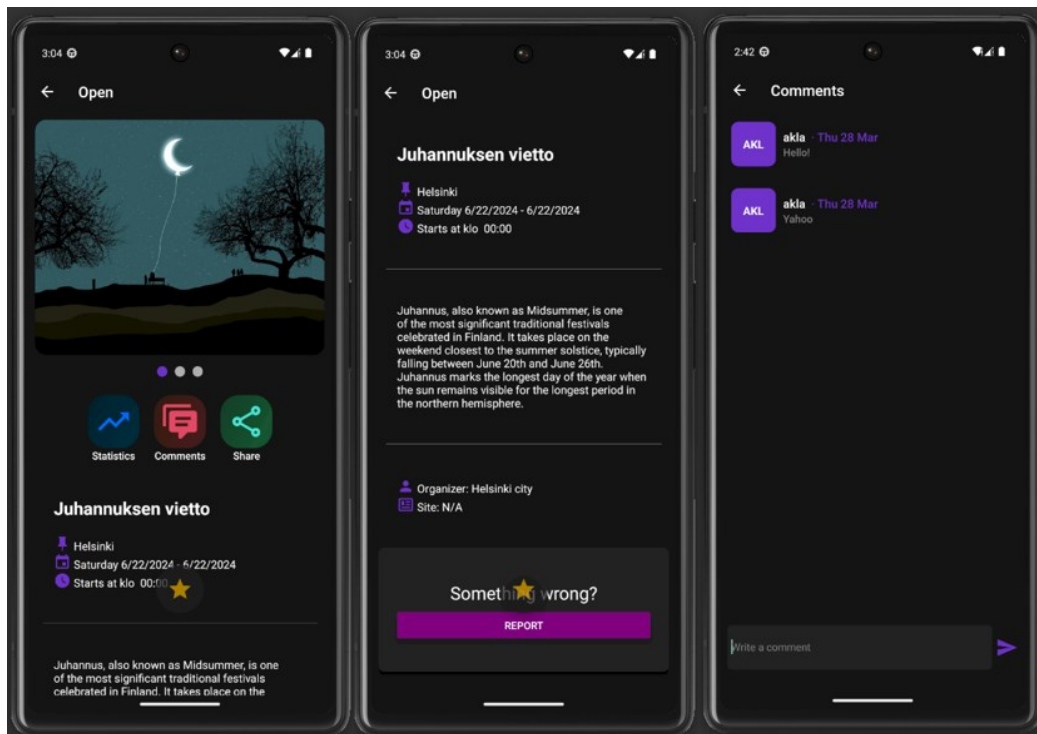 3:04
Open
Statistics Comments Share
Juhannuksen vietto
Helsinki
Saturday 6/22/2024 - 6/22/2024
Starts at klo 00:00
Juhannus, also known as Midsummer, is one
of the most significant traditional festivals
celebrated in Finland. It takes place on the
3:04
Open
Juhannuksen vietto
Helsinki
Saturday 6/22/2024 - 6/22/2024
Starts at klo 00:00
Juhannus, also known as Midsummer, is one
of the most significant traditional festivals
celebrated in Finland. It takes place on the
weekend closest to the summer solstice, typically
falling between June 20th and June 26th.
Juhannus marks the longest day of the year when
the sun remains visible for the longest period in
the northern hemisphere.
Organizer: Helsinki city
Site: N/A
Something wrong?
REPORT
2:42
Comments
AKL
akla · Thu 28 Mar
Hello!
AKL
akla · Thu 28 Mar
Yahoo
Write a comment